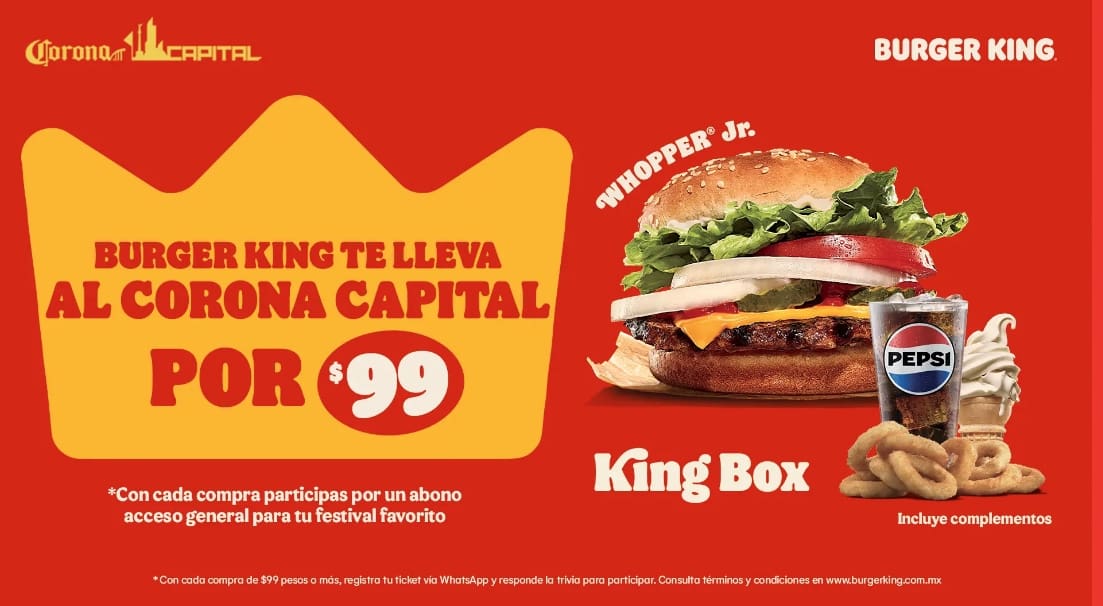 Corona CAPITAL
BURGER KING
BURGER KING TE LLEVA
AL CORONA CAPITAL
POR $99
*Con cada compra participas por un abono
acceso general para tu festival favorito
WHOPPER® Jr.
PEPSI
King Box
Incluye complementos
* Con cada compra de $99 pesos o más, registra tu ticket vía WhatsApp y responde la trivia para participar. Consulta términos y condiciones en www.burgerking.com.mx